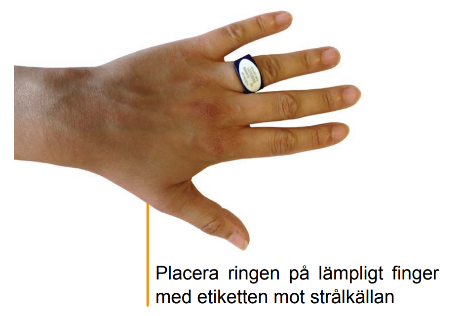 Placera ringen på lämpligt finger
med etiketten mot strålkällan